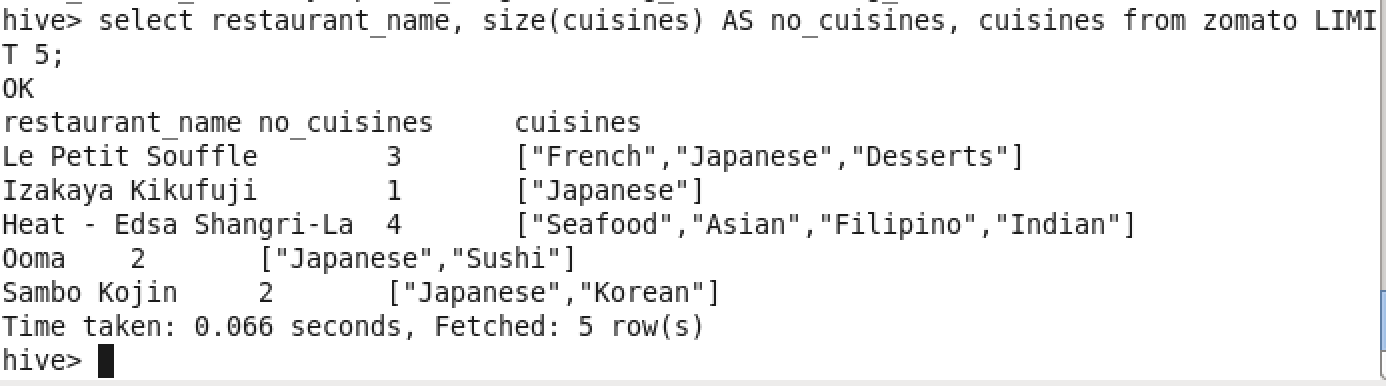 hive> select restaurant_name, size(cuisines) AS no_cuisines, cuisines from zomato LIMI
T 5;
OK
restaurant_name no_cuisines     cuisines
Le Petit Souffle        3       ["French","Japanese","Desserts"]
Izakaya Kikufuji        1       ["Japanese"]
Heat - Edsa Shangri-La  4       ["Seafood","Asian","Filipino","Indian"]
Ooma    2       ["Japanese","Sushi"]
Sambo Kojin     2       ["Japanese","Korean"]
Time taken: 0.066 seconds, Fetched: 5 row(s)
hive>